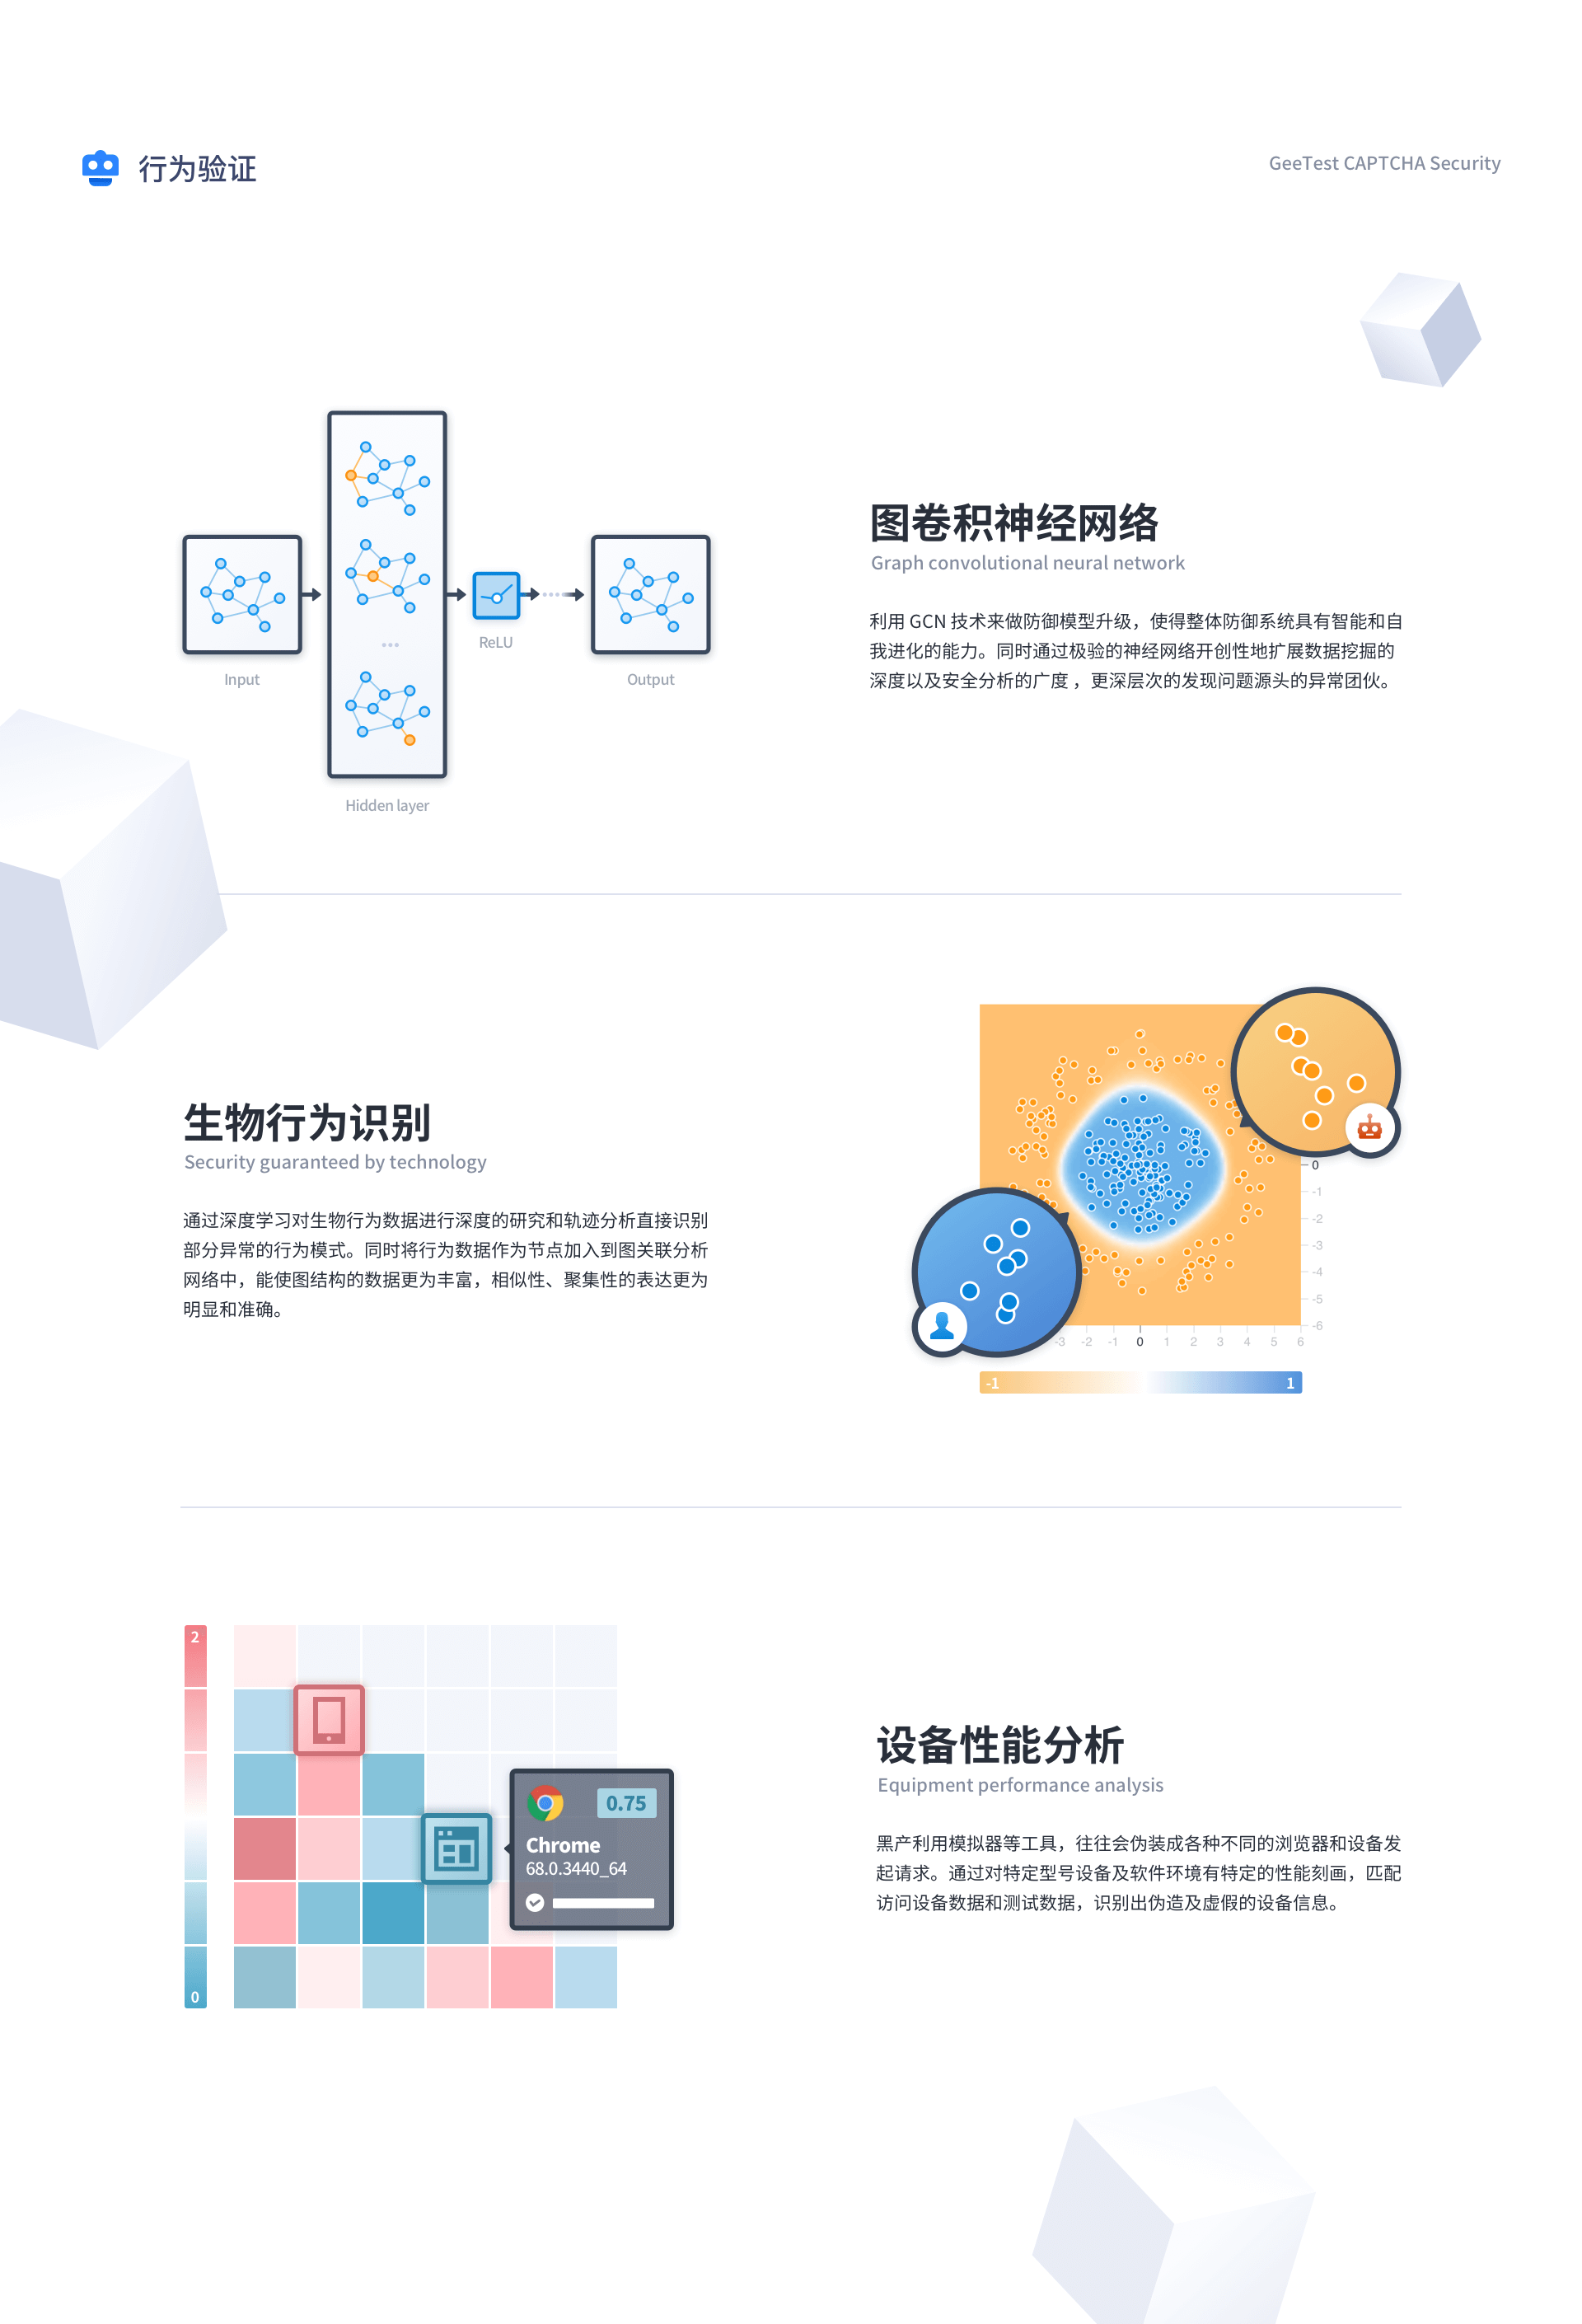 行为验证
GeeTest CAPTCHA Security
图卷积神经网络
Graph convolutional neural network
利用 GCN 技术来做防御模型升级，使得整体防御系统具有智能和自
我进化的能力。同时通过极验的神经网络开创性地扩展数据挖掘的
深度以及安全分析的广度 ，更深层次的发现问题源头的异常团伙。
Input
Hidden layer
ReLU
Output
生物行为识别
Security guaranteed by technology
通过深度学习对生物行为数据进行深度的研究和轨迹分析直接识别
部分异常的行为模式。同时将行为数据作为节点加入到图关联分析
网络中，能使图结构的数据更为丰富，相似性、聚集性的表达更为
明显和准确。
0
-1
-2
-3
-4
-5
-6
-3 -2 -1 0 1 2 3 4 5 6
-1 1
2
0
0.75
Chrome
68.0.3440_64
设备性能分析
Equipment performance analysis
黑产利用模拟器等工具，往往会伪装成各种不同的浏览器和设备发
起请求。通过对特定型号设备及软件环境有特定的性能刻画，匹配
访问设备数据和测试数据，识别出伪造及虚假的设备信息。